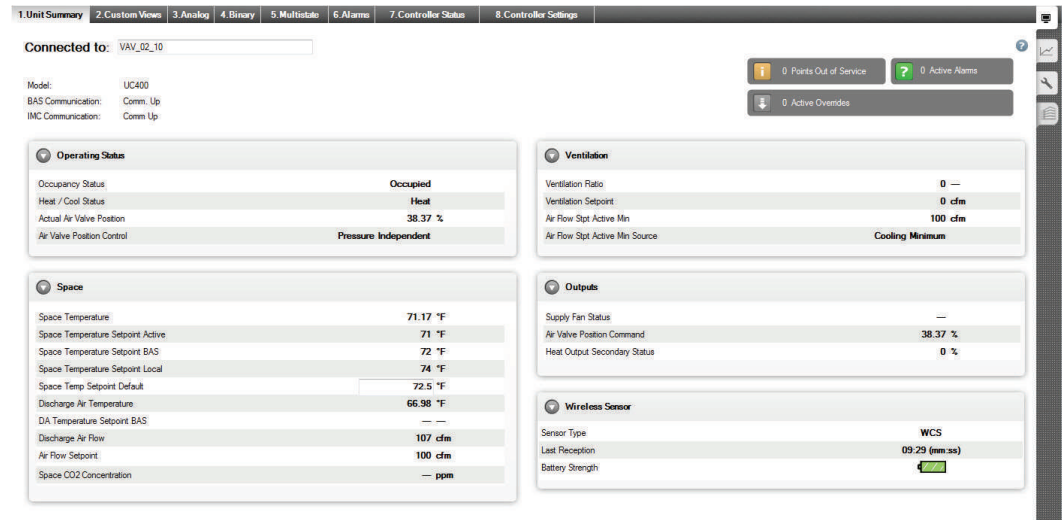 1.Unit Summary 2.Custom Views 3.Analog 4.Binary 5.Multistate 6.Alarms 7.Controller Status 8.Controller Settings
Connected to: VAV_02_10
0 Points Out of Service 0 Active Alarms
0 Active Overrides
Model: UC400
BAS Communication: Comm. Up
IMC Communication: Comm Up
Operating Status
Occupancy Status Occupied
Heat / Cool Status Heat
Actual Air Valve Position 38.37 %
Air Valve Position Control Pressure Independent
Ventilation
Ventilation Ratio 0 —
Ventilation Setpoint 0 cfm
Air Flow Stpt Active Min 100 cfm
Air Flow Stpt Active Min Source Cooling Minimum
Space
Space Temperature 71.17 °F
Space Temperature Setpoint Active 71 °F
Space Temperature Setpoint BAS 72 °F
Space Temperature Setpoint Local 74 °F
Space Temp Setpoint Default 72.5 °F
Discharge Air Temperature 66.98 °F
DA Temperature Setpoint BAS — —
Discharge Air Flow 107 cfm
Air Flow Setpoint 100 cfm
Space CO2 Concentration — ppm
Outputs
Supply Fan Status —
Air Valve Position Command 38.37 %
Heat Output Secondary Status 0 %
Wireless Sensor
Sensor Type WCS
Last Reception 09:29 (mm:ss)
Battery Strength